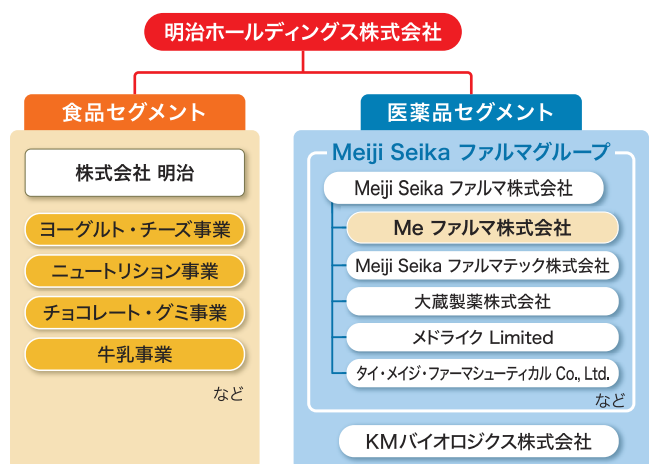 明治ホールディングス株式会社
食品セグメント
株式会社 明治
ヨーグルト・チーズ事業
ニュートリション事業
チョコレート・グミ事業
牛乳事業
など
医薬品セグメント
Meiji Seika ファルマグループ
Meiji Seika ファルマ株式会社
Me ファルマ株式会社
Meiji Seika ファルマテック株式会社
大蔵製薬株式会社
メドライク Limited
タイ・メイジ・ファーマシューティカル Co., Ltd.
など
KMバイオロジクス株式会社